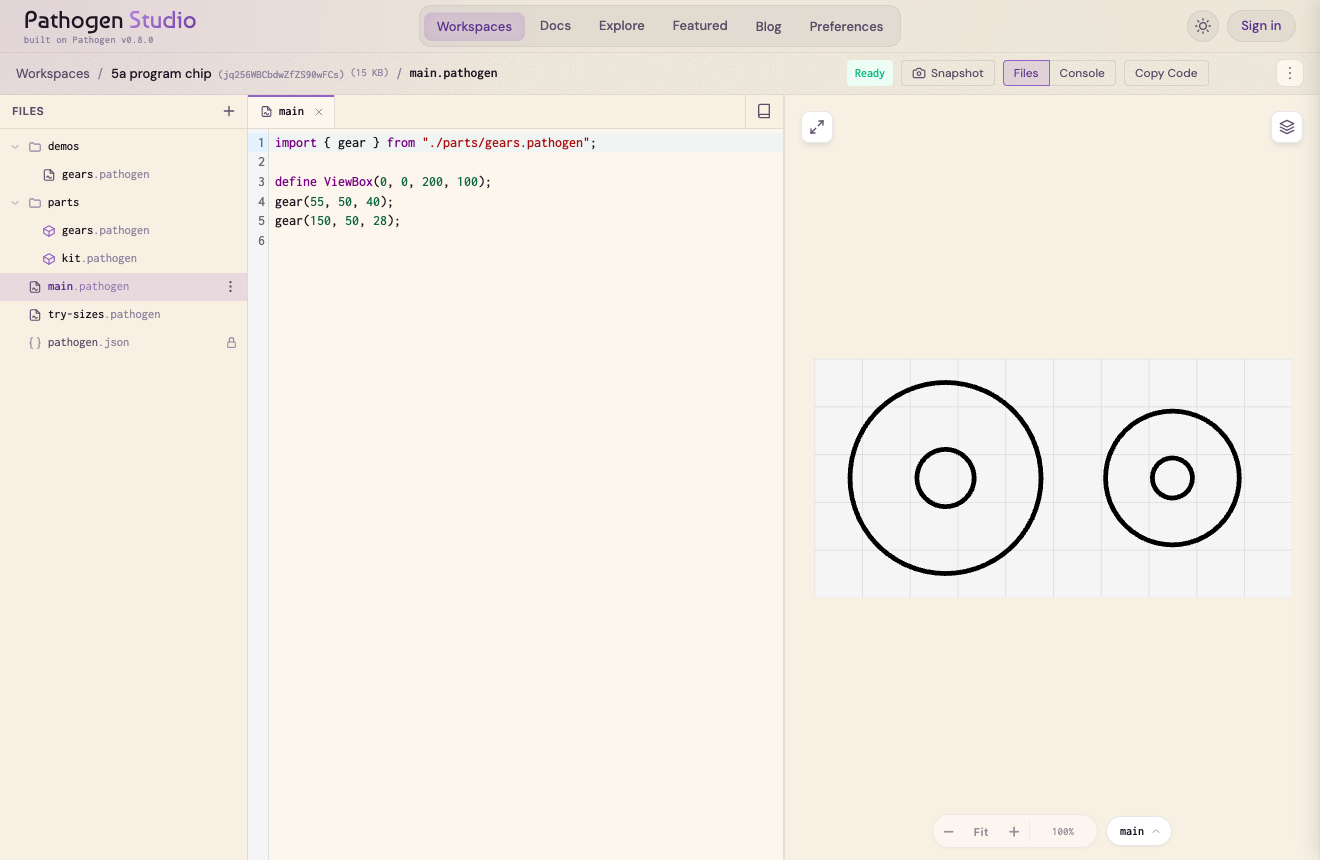 Pathogen Studio
built on Pathogen v0.8.0
Workspaces
Docs
Explore
Featured
Blog
Preferences
Sign in
Workspaces / 5a program chip (jq256WBCbdwZfZS90wFCs) (15 KB) / main.pathogen
Ready
Snapshot
Files
Console
Copy Code
FILES
demos
gears.pathogen
parts
gears.pathogen
kit.pathogen
main.pathogen
try-sizes.pathogen
{} pathogen.json
main
1 import { gear } from "./parts/gears.pathogen";
2
3 define ViewBox(0, 0, 200, 100);
4 gear(55, 50, 40);
5 gear(150, 50, 28);
6
Fit
100%
main